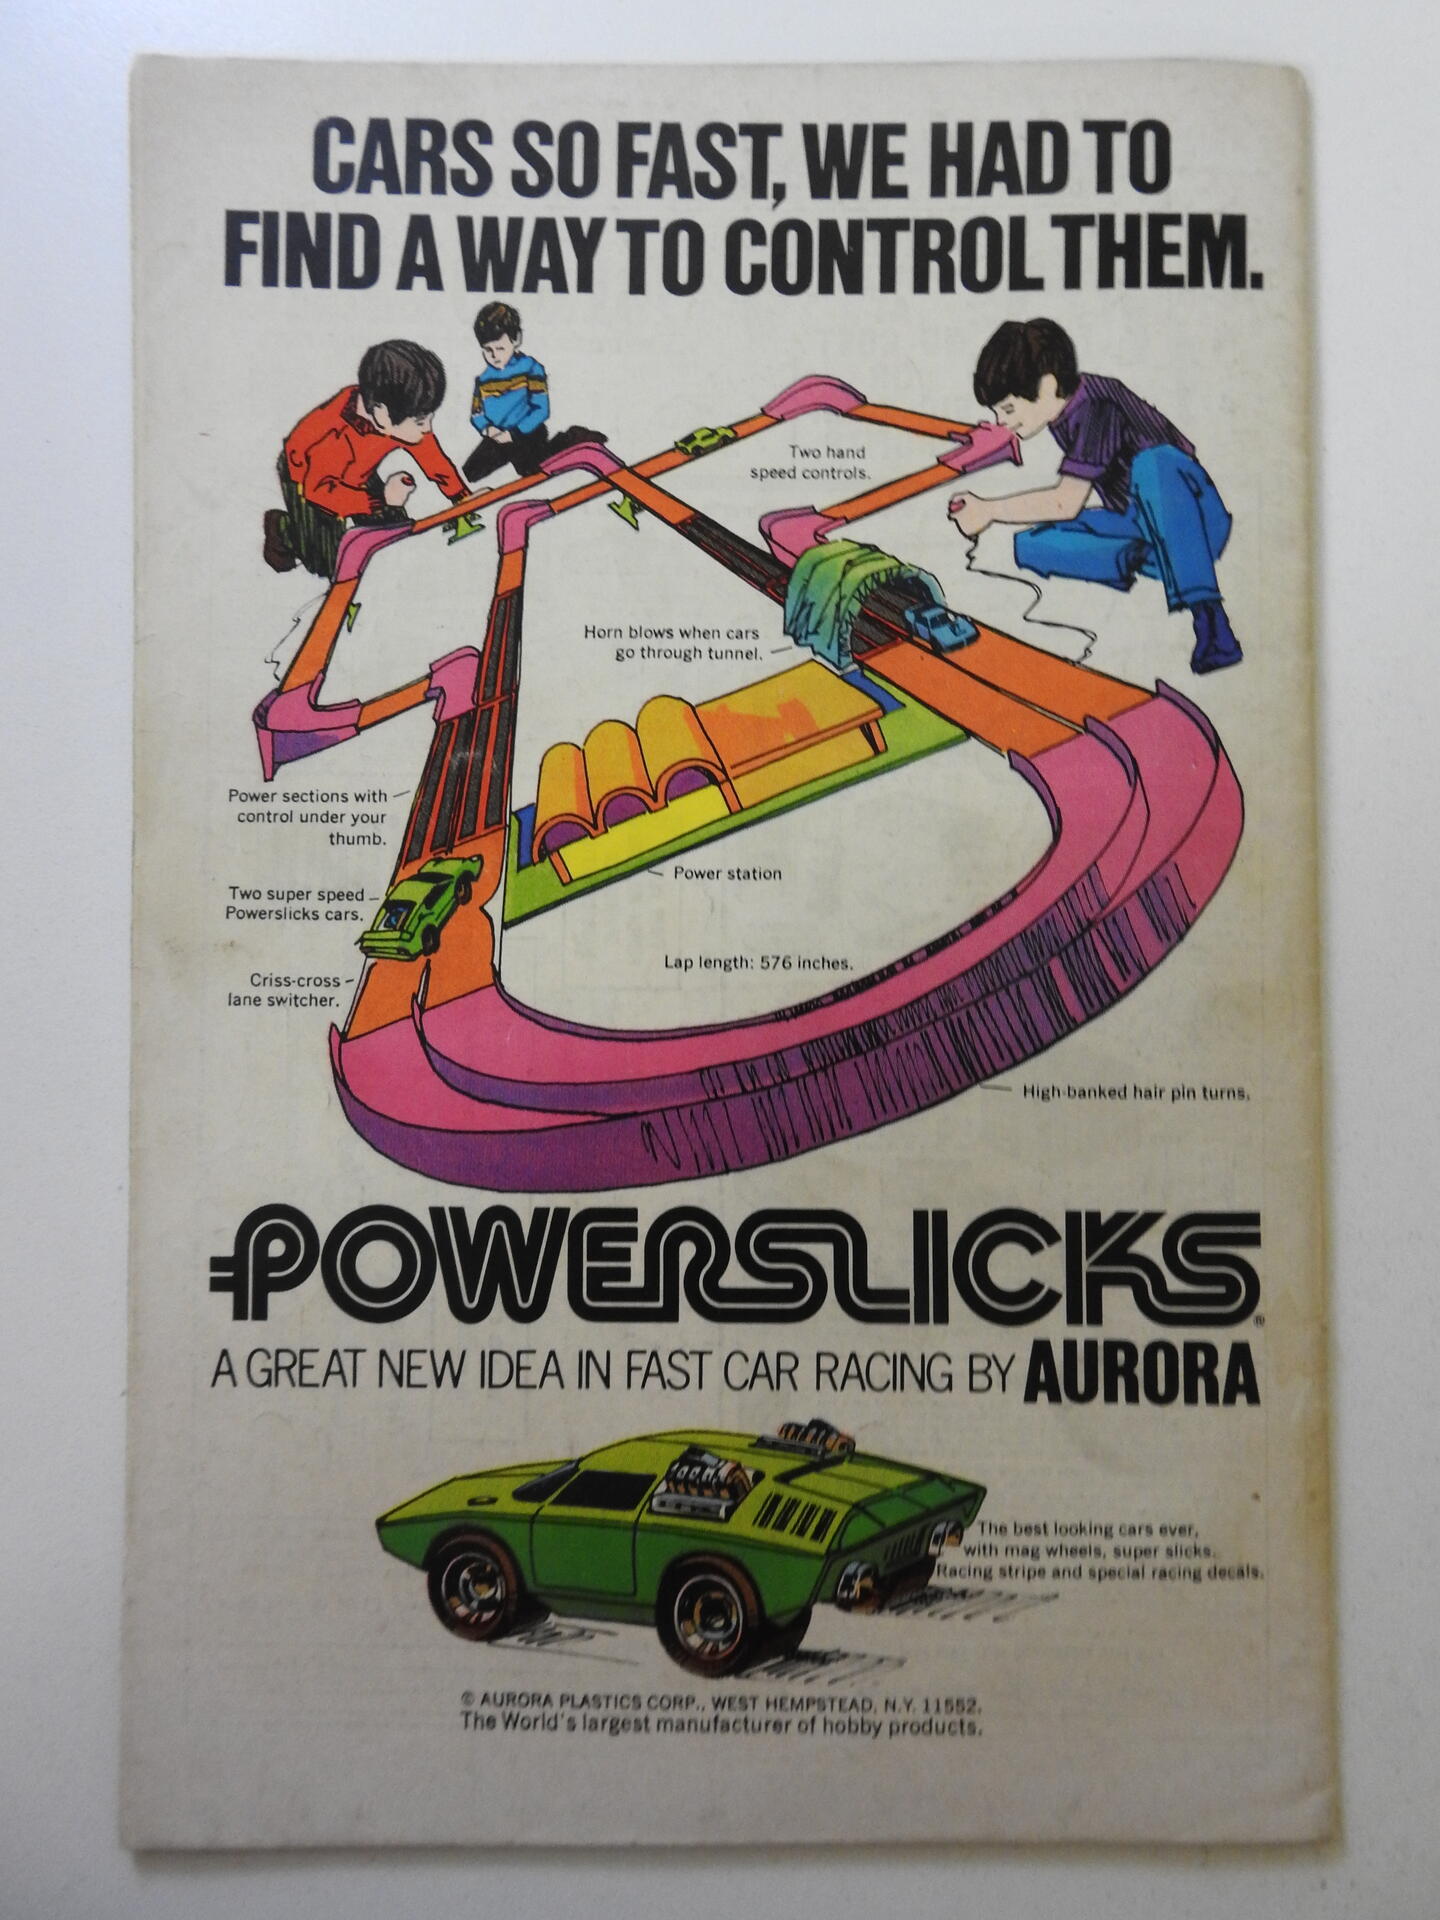 CARS SO FAST, WE HAD TO
FIND A WAY TO CONTROL THEM.
Two hand
speed controls.
Horn blows when cars
go through tunnel.
Power sections with
control under your
thumb.
Power station
Two super speed
Powerslicks cars.
Lap length: 576 inches.
Criss-cross
lane switcher.
High-banked hair pin turns.
POWERSLICKS®
A GREAT NEW IDEA IN FAST CAR RACING BY AURORA
The best looking cars ever,
with mag wheels, super slicks.
Racing stripe and special racing decals.
© AURORA PLASTICS CORP., WEST HEMPSTEAD, N.Y. 11552.
The World's largest manufacturer of hobby products.